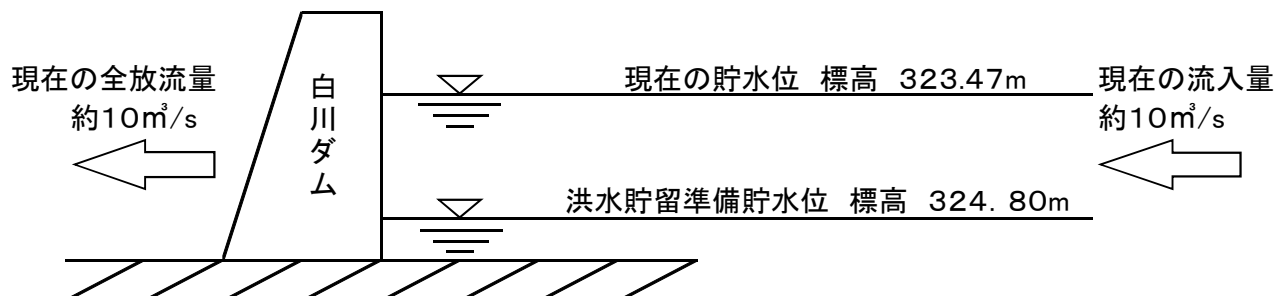 現在の全放流量
約10㎥/s
白川ダム
現在の貯水位 標高 323.47m
洪水貯留準備貯水位 標高 324.80m
現在の流入量
約10㎥/s